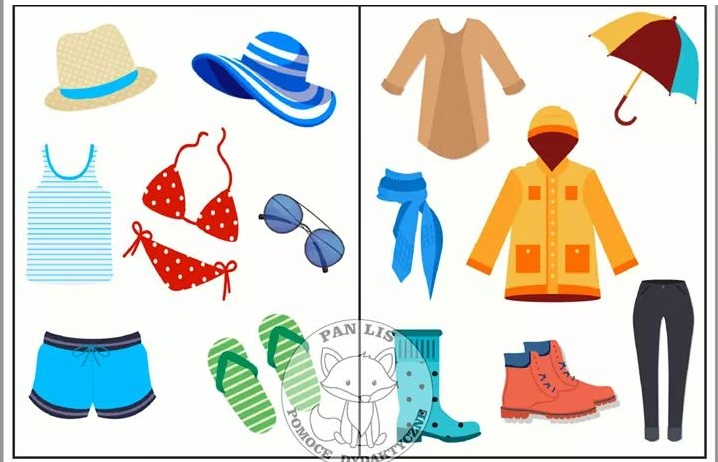 PAN LIS
POMOCE DYDAKTYCZNE